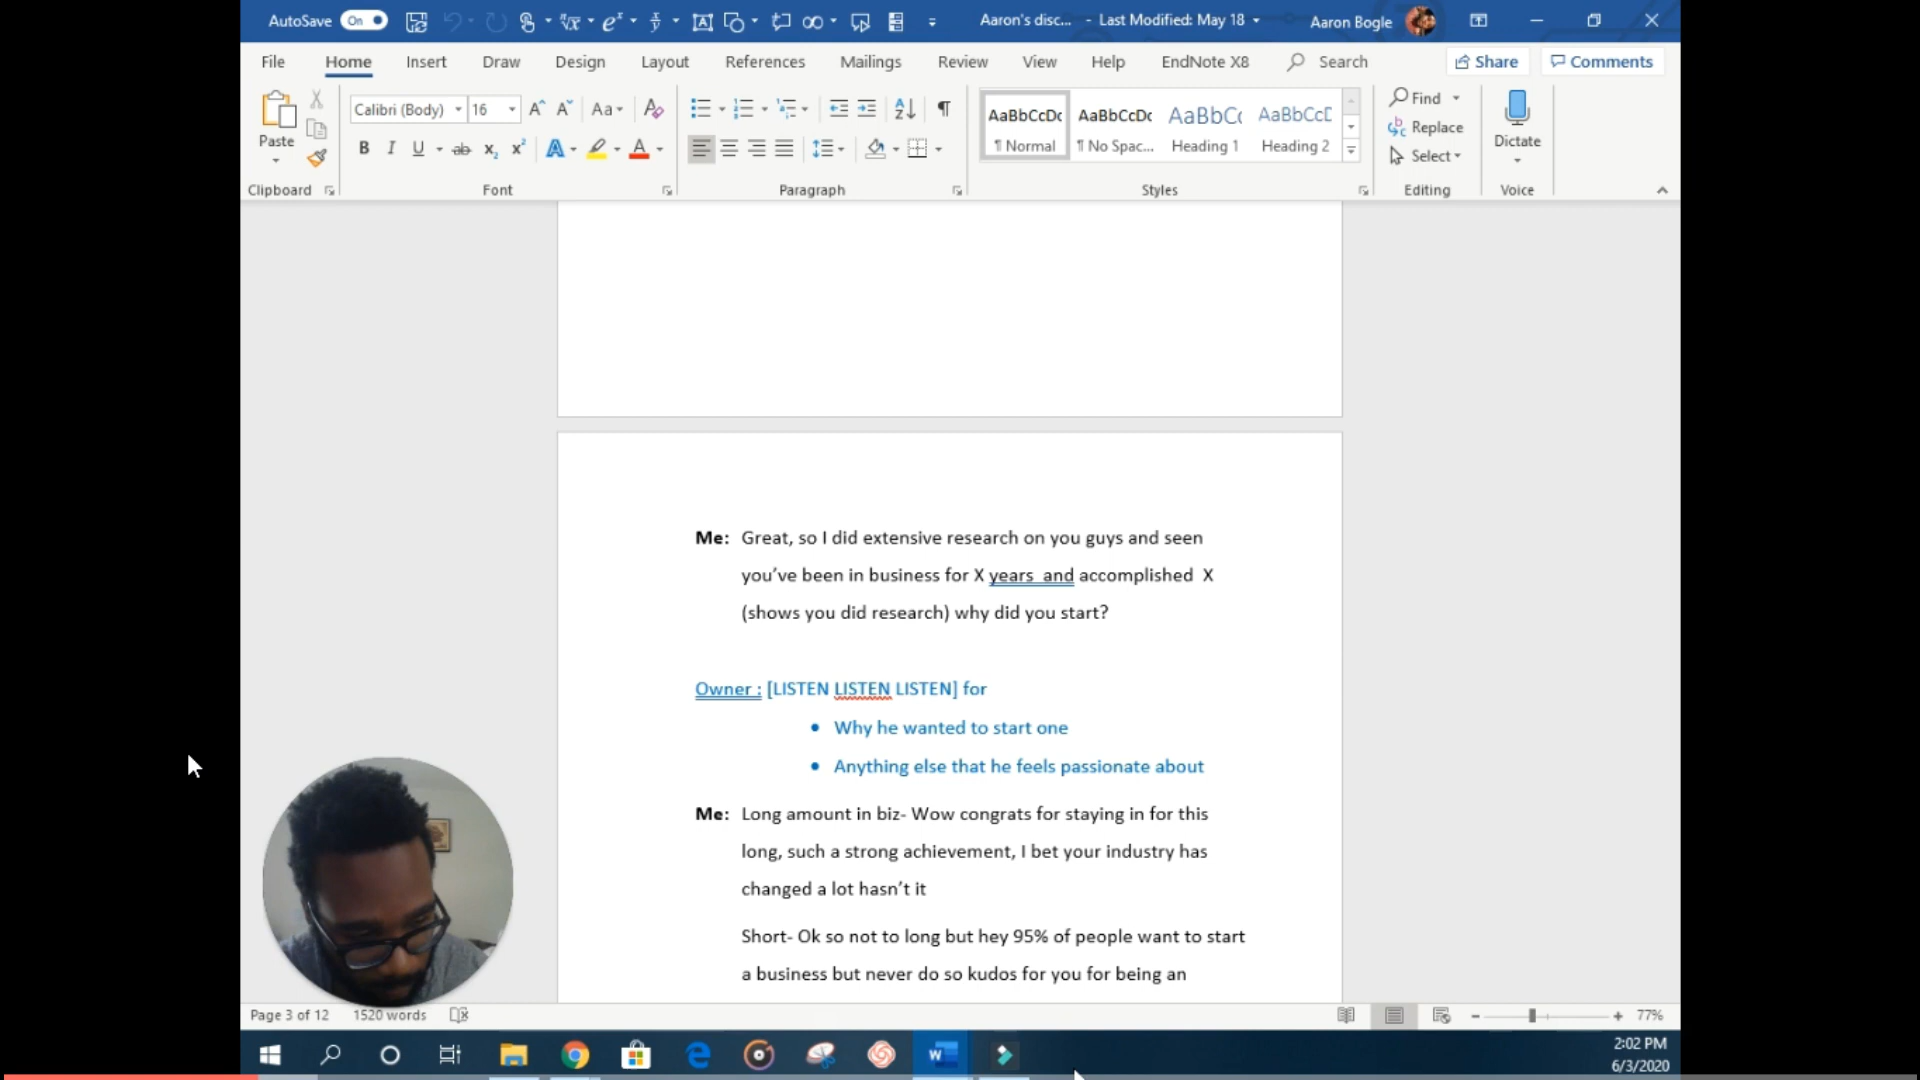 AutoSave On Aaron's disc... - Last Modified: May 18 Aaron Bogle
File Home Insert Draw Design Layout References Mailings Review View Help EndNote X8 Search Share Comments
Paste
Calibri (Body) 16 Aa
B I U ab x₂ x² A A
AaBbCcDc AaBbCcDc AaBbC( AaBbCcE
¶ Normal ¶ No Spac... Heading 1 Heading 2
Find
Replace
Select
Dictate
Clipboard Font Paragraph Styles Editing Voice
Me: Great, so I did extensive research on you guys and seen
you’ve been in business for X years and accomplished X
(shows you did research) why did you start?
Owner : [LISTEN LISTEN LISTEN] for
• Why he wanted to start one
• Anything else that he feels passionate about
Me: Long amount in biz- Wow congrats for staying in for this
long, such a strong achievement, I bet your industry has
changed a lot hasn’t it
Short- Ok so not to long but hey 95% of people want to start
a business but never do so kudos for you for being an
Page 3 of 12 1520 words 77%
2:02 PM
6/3/2020